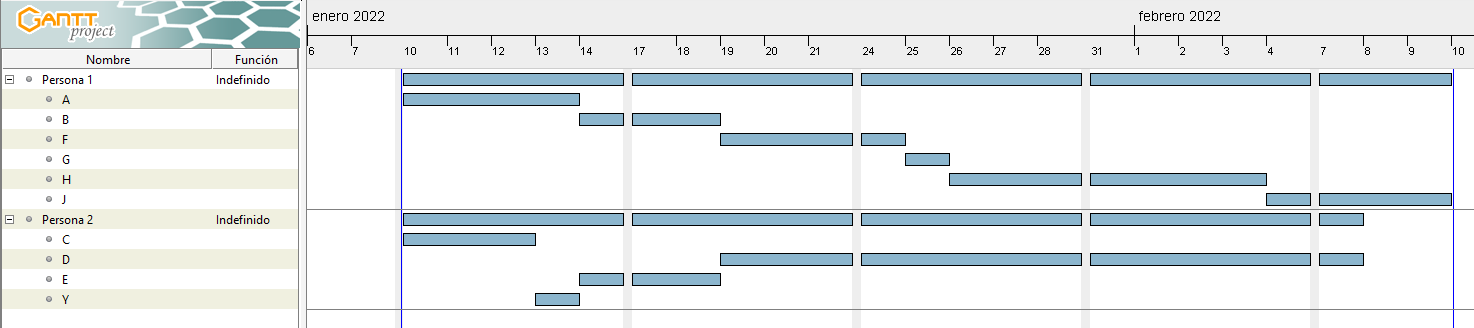 GANTT
project
enero 2022
febrero 2022
6 7 10 11 12 13 14 17 18 19 20 21 24 25 26 27 28 31 1 2 3 4 7 8 9 10
Nombre Función
Persona 1 Indefinido
A
B
F
G
H
J
Persona 2 Indefinido
C
D
E
Y